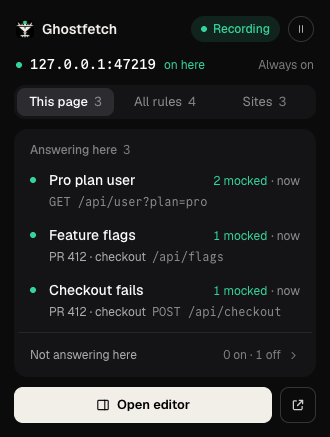 Ghostfetch Recording
127.0.0.1:47219 on here Always on
This page 3 All rules 4 Sites 3
Answering here 3
Pro plan user 2 mocked · now
GET /api/user?plan=pro
Feature flags 1 mocked · now
PR 412 · checkout /api/flags
Checkout fails 1 mocked · now
PR 412 · checkout POST /api/checkout
Not answering here 0 on · 1 off
Open editor